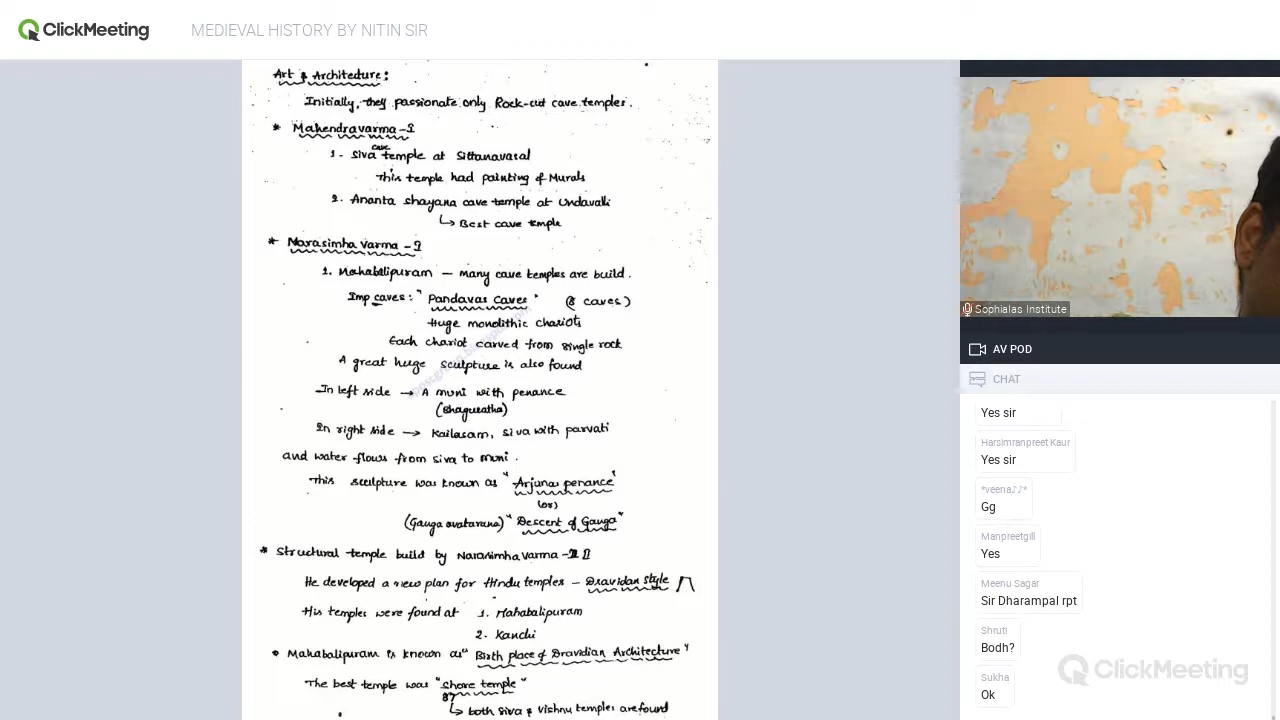 ClickMeeting
MEDIEVAL HISTORY BY NITIN SIR
Art & Architecture:
Initially, they passionate only Rock-cut cave temples.
* Mahendravarma-I
1. Siva cave temple at Sittanavasal
This temple had painting of Murals
2. Ananta shayana cave temple at Undavalli
↳ Best cave temple
* Narasimha varma - I
1. Mahabalipuram — many cave temples are build.
Imp caves: "Pandavas Caves" (8 caves)
Huge monolithic chariots
Each chariot carved from single rock
A great huge sculpture is also found
In left side → A muni with penance
(Bhaguratha)
In right side → Kailasam, siva with parvati
and water flows from siva to muni.
This sculpture was known as "Arjunas penance"
(or)
(Ganga avatarana) "Descent of Ganga"
* Structural temple build by Narasimha varma - II
He developed a new plan for Hindu temples - Dravidan style
His temples were found at 1. Mahabalipuram
2. Kanchi
• Mahabalipuram is known as "Birth place of Dravidian Architecture"
The best temple was "Shore temple"
↳ both Siva & Vishnu temples are found
Sophialas Institute
AV POD
CHAT
Yes sir
Harsimranpreet Kaur
Yes sir
*veena♪♪*
Gg
Manpreetgill
Yes
Meenu Sagar
Sir Dharampal rpt
Shruti
Bodh?
Sukha
Ok
ClickMeeting